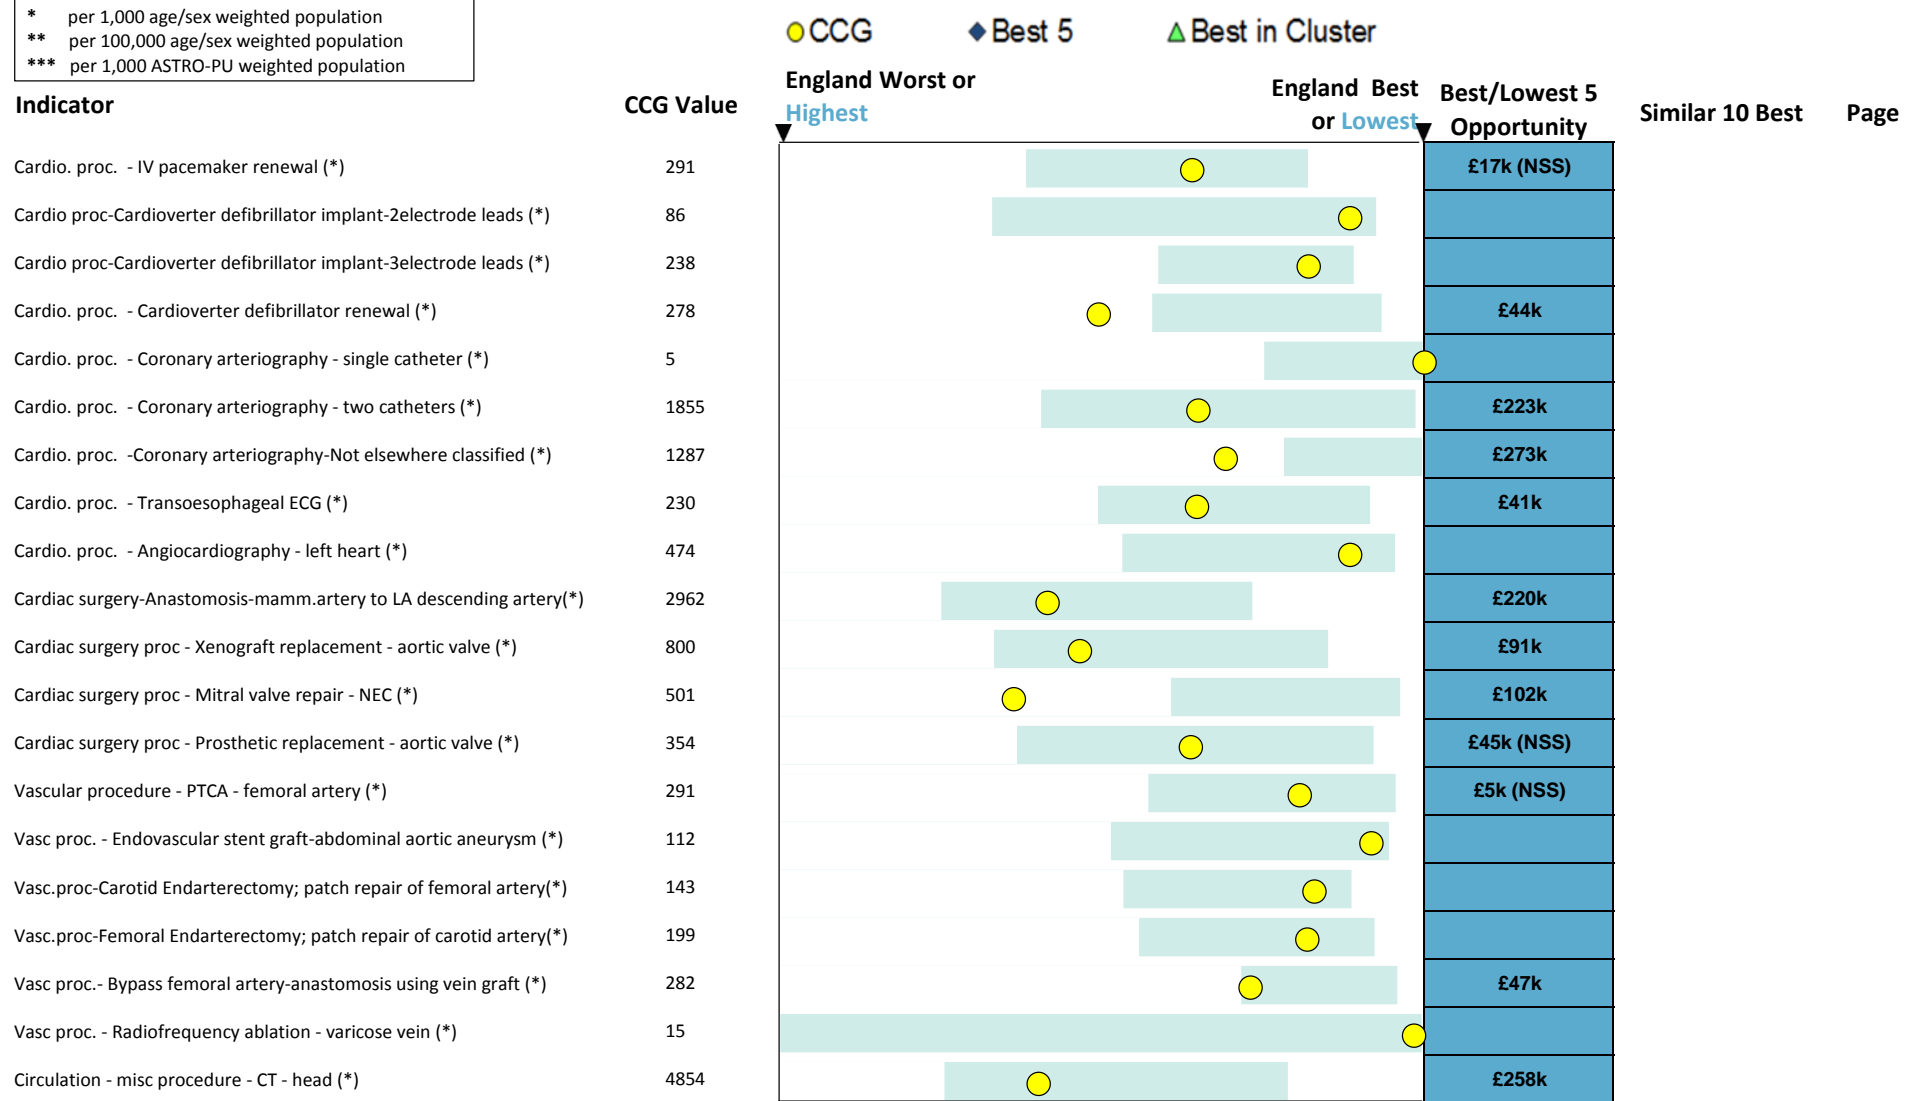 * per 1,000 age/sex weighted population
** per 100,000 age/sex weighted population
*** per 1,000 ASTRO-PU weighted population
CCG Best 5 Best in Cluster
Indicator CCG Value England Worst or Highest England Best or Lowest Best/Lowest 5 Opportunity Similar 10 Best Page
Cardio. proc. - IV pacemaker renewal (*) 291 £17k (NSS)
Cardio proc-Cardioverter defibrillator implant-2electrode leads (*) 86
Cardio proc-Cardioverter defibrillator implant-3electrode leads (*) 238
Cardio. proc. - Cardioverter defibrillator renewal (*) 278 £44k
Cardio. proc. - Coronary arteriography - single catheter (*) 5
Cardio. proc. - Coronary arteriography - two catheters (*) 1855 £223k
Cardio. proc. -Coronary arteriography-Not elsewhere classified (*) 1287 £273k
Cardio. proc. - Transoesophageal ECG (*) 230 £41k
Cardio. proc. - Angiocardiography - left heart (*) 474
Cardiac surgery-Anastomosis-mamm.artery to LA descending artery(*) 2962 £220k
Cardiac surgery proc - Xenograft replacement - aortic valve (*) 800 £91k
Cardiac surgery proc - Mitral valve repair - NEC (*) 501 £102k
Cardiac surgery proc - Prosthetic replacement - aortic valve (*) 354 £45k (NSS)
Vascular procedure - PTCA - femoral artery (*) 291 £5k (NSS)
Vasc proc. - Endovascular stent graft-abdominal aortic aneurysm (*) 112
Vasc.proc-Carotid Endarterectomy; patch repair of femoral artery(*) 143
Vasc.proc-Femoral Endarterectomy; patch repair of carotid artery(*) 199
Vasc proc.- Bypass femoral artery-anastomosis using vein graft (*) 282 £47k
Vasc proc. - Radiofrequency ablation - varicose vein (*) 15
Circulation - misc procedure - CT - head (*) 4854 £258k